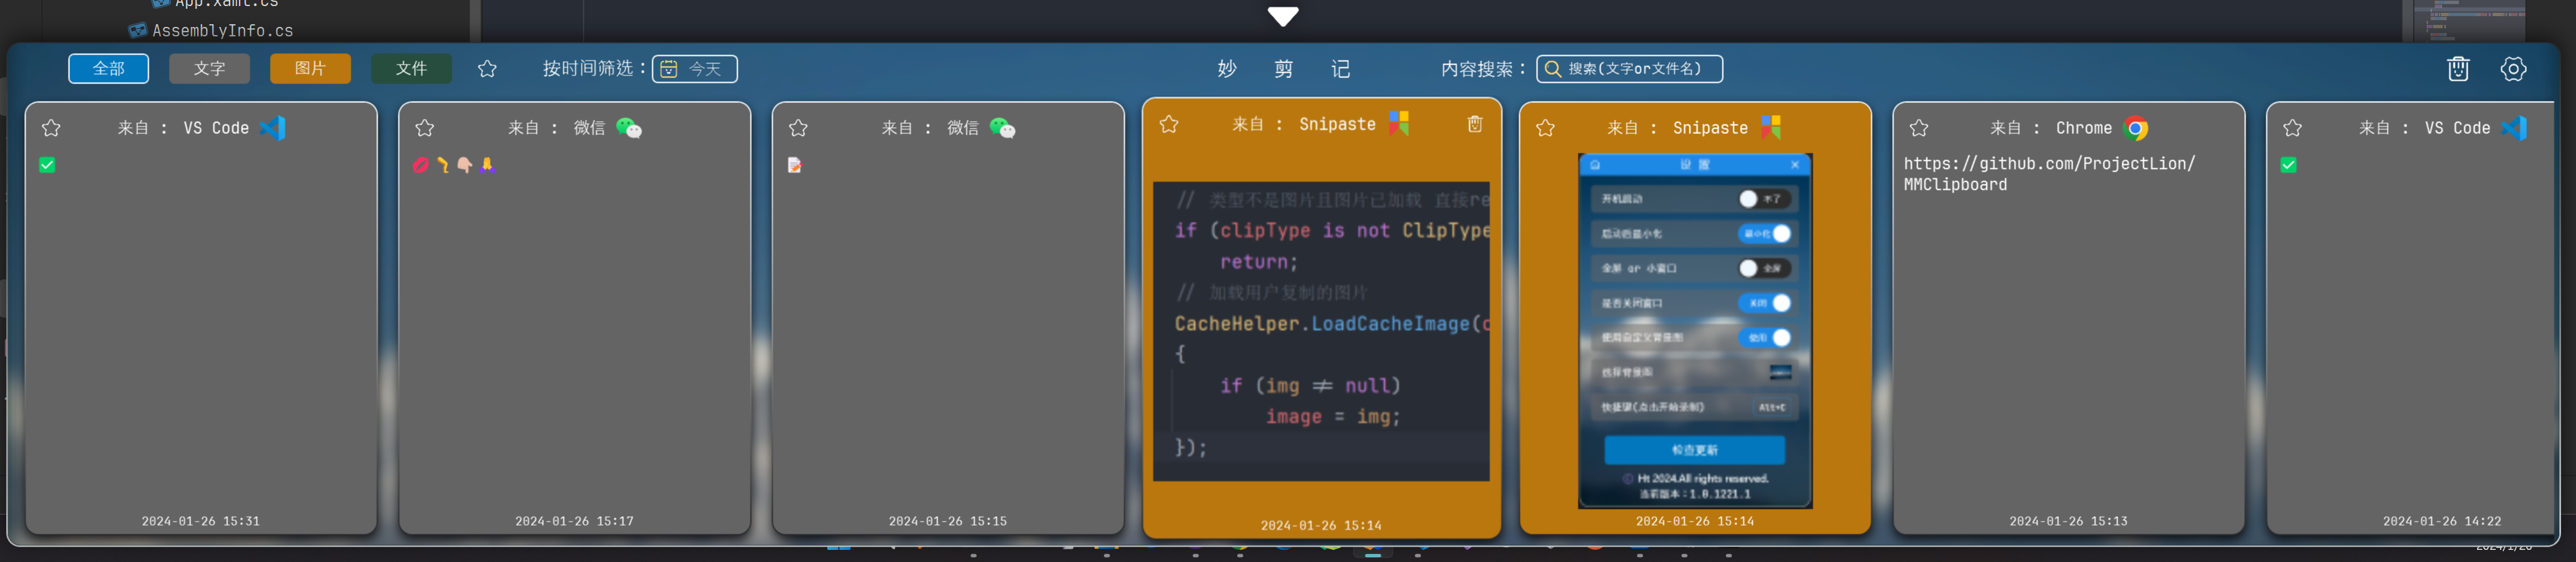 App.xaml.cs
AssemblyInfo.cs
全部 文字 图片 文件 按时间筛选： 今天 妙 剪 记 内容搜索： 搜索(文字or文件名)
来自 ： VS Code
✅
2024-01-26 15:31
来自 ： 微信
2024-01-26 15:17
来自 ： 微信
📝
2024-01-26 15:15
来自 ： Snipaste
// 类型不是图片且图片已加载 直接re
if (clipType is not ClipType
return;
// 加载用户复制的图片
CacheHelper.LoadCacheImage(c
{
if (img ≠ null)
image = img;
});
2024-01-26 15:14
来自 ： Snipaste
设 置
开机启动 不了
启动后最小化 最小化
全屏 or 小窗口 全屏
是否关闭窗口 关闭
使用自定义背景图 使用
选择背景图
快捷键(点击开始录制) Alt+C
检查更新
© Ht 2024.All rights reserved.
当前版本：1.0.1221.1
2024-01-26 15:14
来自 ： Chrome
https://github.com/ProjectLion/
MMClipboard
2024-01-26 15:13
来自 ： VS Code
✅
2024-01-26 14:22